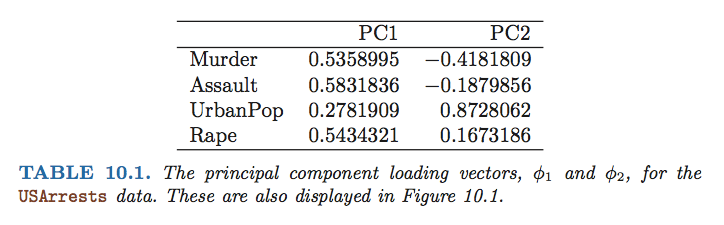 PC1 PC2
Murder 0.5358995 −0.4181809
Assault 0.5831836 −0.1879856
UrbanPop 0.2781909 0.8728062
Rape 0.5434321 0.1673186
TABLE 10.1. The principal component loading vectors, ϕ₁ and ϕ₂, for the
USArrests data. These are also displayed in Figure 10.1.